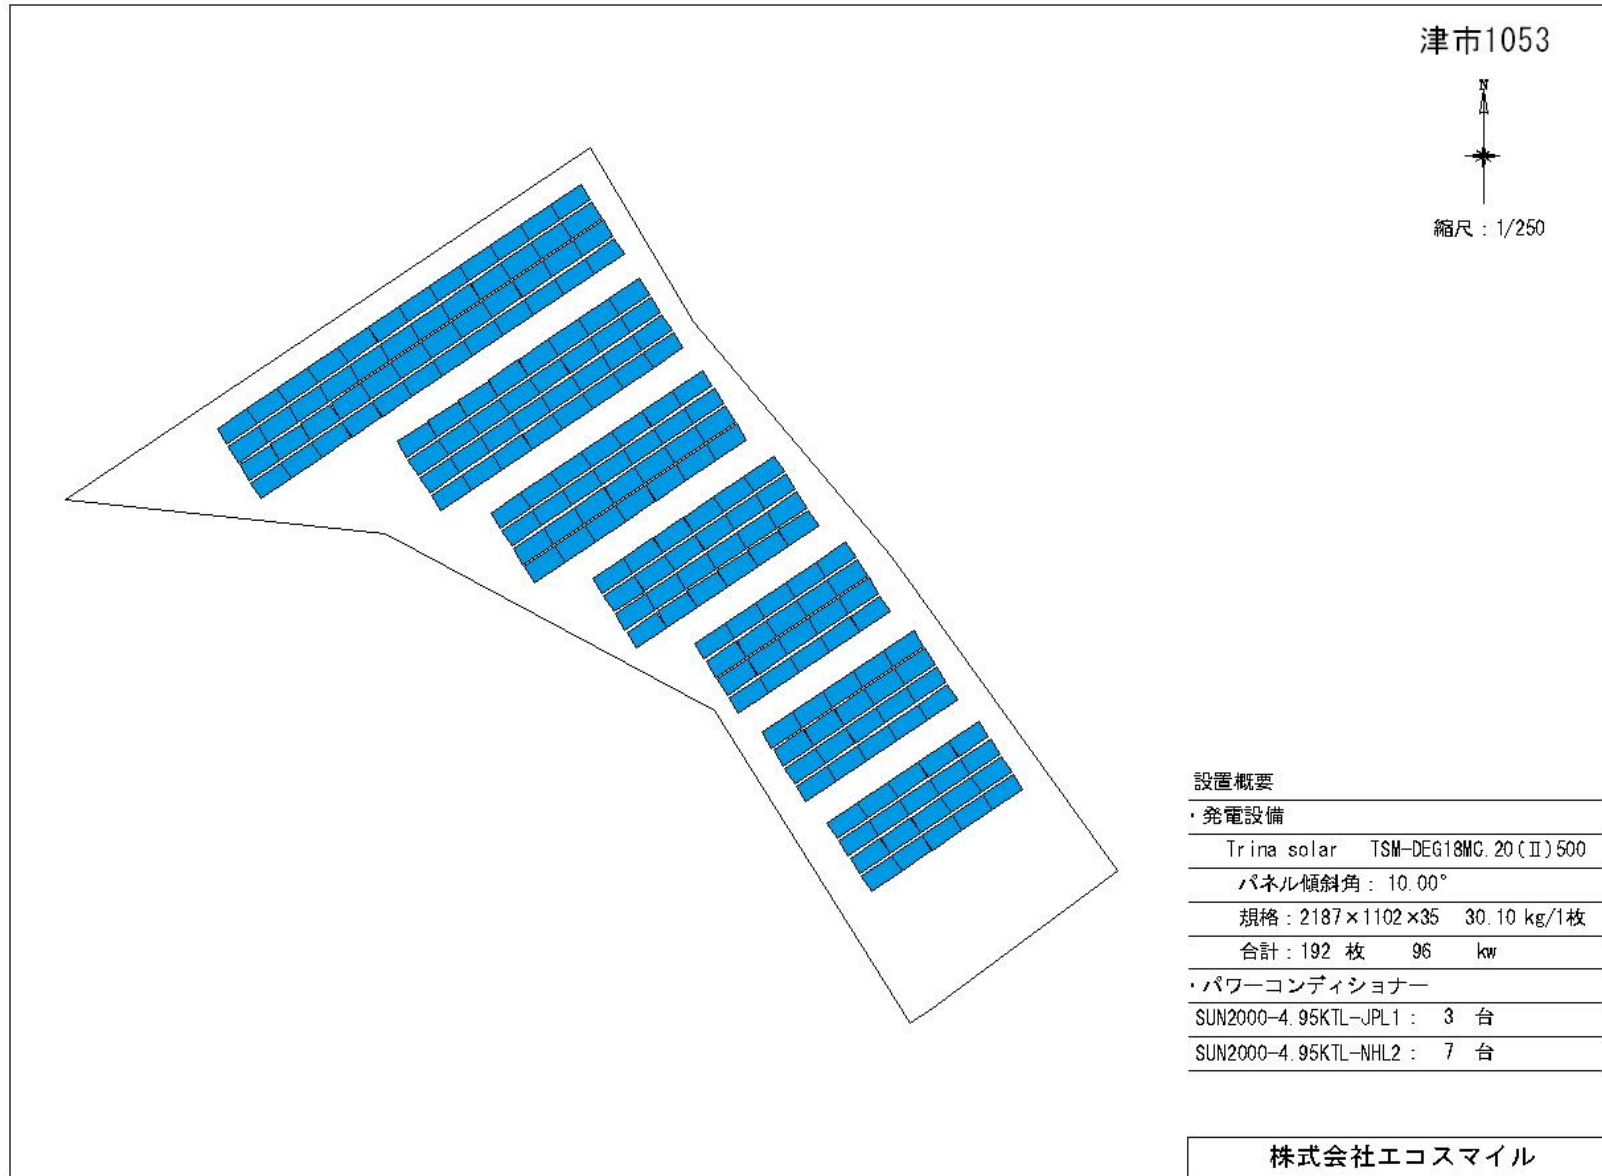 津市1053
N
縮尺：1/250
設置概要
・発電設備
Trina solar TSM-DEG18MC.20(Ⅱ)500
パネル傾斜角：10.00°
規格：2187×1102×35 30.10 kg/1枚
合計：192 枚 96 kw
・パワーコンディショナー
SUN2000-4.95KTL-JPL1： 3 台
SUN2000-4.95KTL-NHL2： 7 台
株式会社エコスマイル